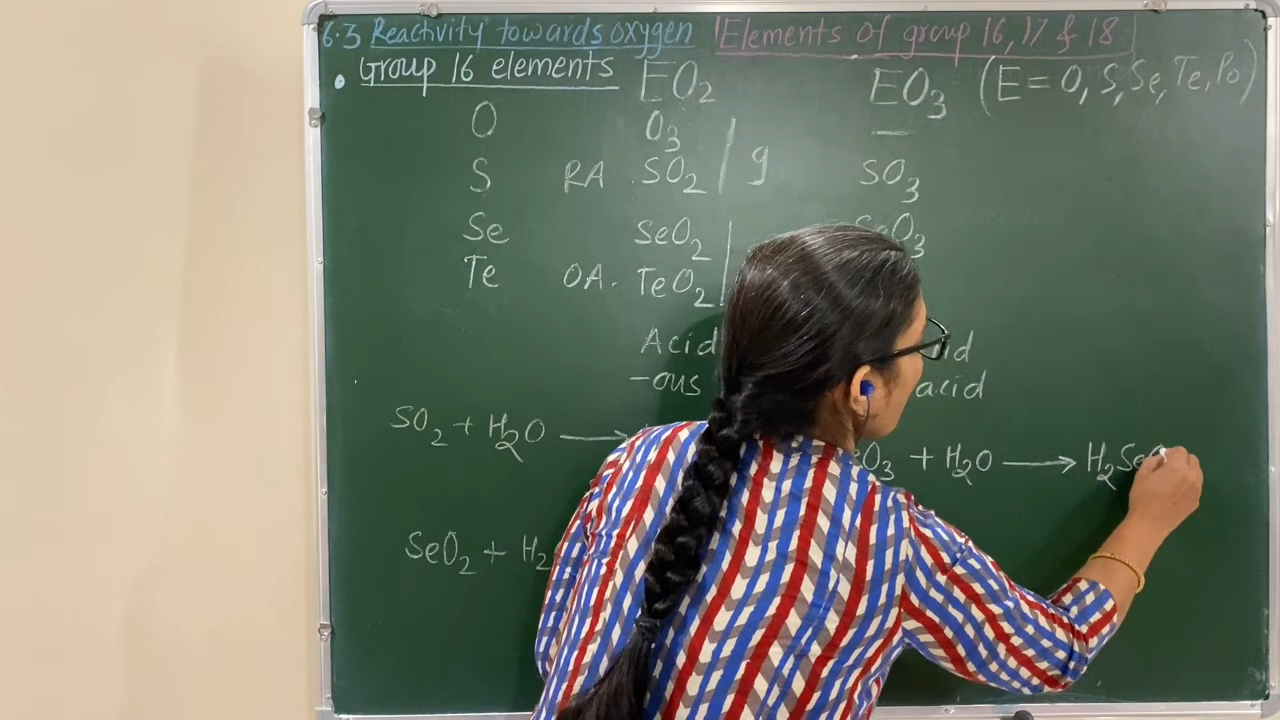 6.3 Reactivity towards oxygen Elements of group 16, 17 & 18
• Group 16 elements EO₂ EO₃ (E = O, S, Se, Te, Po)
O O₃ —
S RA SO₂ g SO₃
Se SeO₂ SeO₃
Te OA. TeO₂
Acid
-ous acid
SO₂ + H₂O →
O₃ + H₂O → H₂Se
SeO₂ + H₂